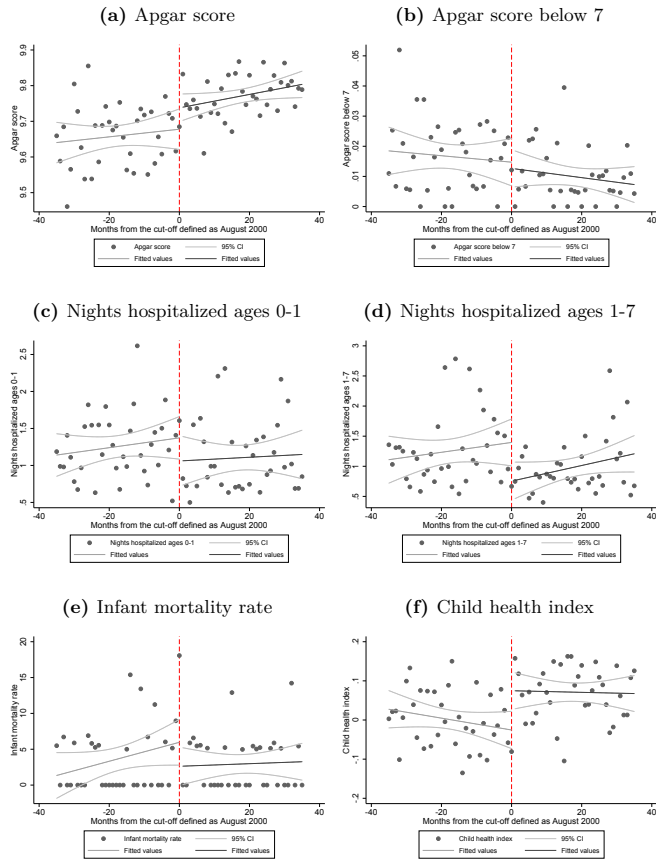 (a) Apgar score
(b) Apgar score below 7
Apgar score
9.5 9.6 9.7 9.8 9.9
-40 -20 0 20 40
Months from the cut-off defined as August 2000
Apgar score 95% CI
Fitted values Fitted values
Apgar score below 7
0 .01 .02 .03 .04 .05
-40 -20 0 20 40
Months from the cut-off defined as August 2000
Apgar score below 7 95% CI
Fitted values Fitted values
(c) Nights hospitalized ages 0-1
(d) Nights hospitalized ages 1-7
Nights hospitalized ages 0-1
.5 1 1.5 2 2.5
-40 -20 0 20 40
Months from the cut-off defined as August 2000
Nights hospitalized ages 0-1 95% CI
Fitted values Fitted values
Nights hospitalized ages 1-7
.5 1 1.5 2 2.5 3
-40 -20 0 20 40
Months from the cut-off defined as August 2000
Nights hospitalized ages 1-7 95% CI
Fitted values Fitted values
(e) Infant mortality rate
(f) Child health index
Infant mortality rate
0 5 10 15 20
-40 -20 0 20 40
Months from the cut-off defined as August 2000
Infant mortality rate 95% CI
Fitted values Fitted values
Child health index
-.2 -.1 0 .1 .2
-40 -20 0 20 40
Months from the cut-off defined as August 2000
Child health index 95% CI
Fitted values Fitted values